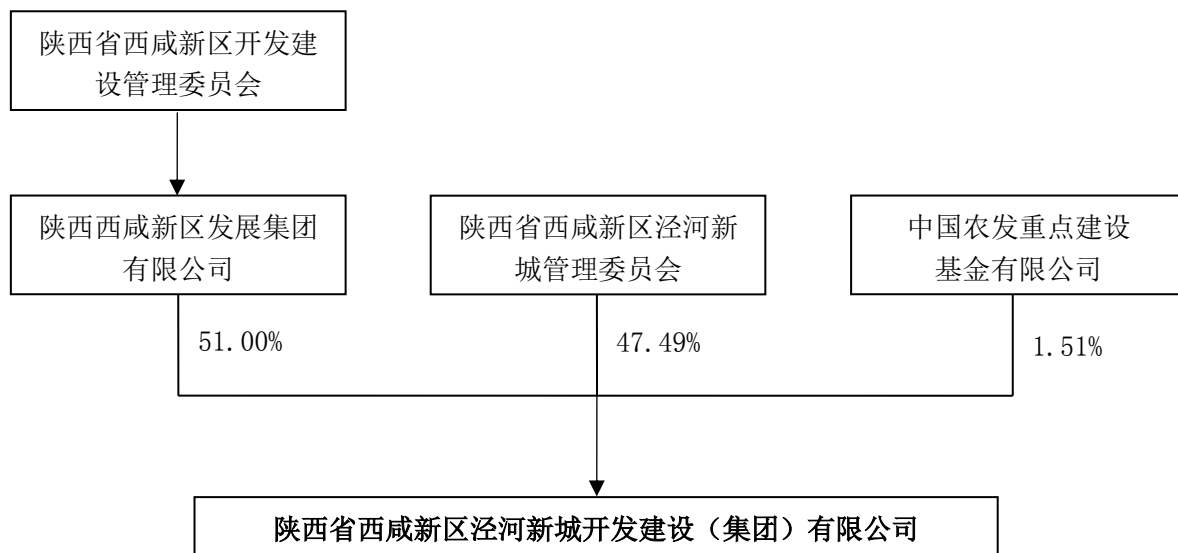 陕西省西咸新区开发建
设管理委员会
陕西西咸新区发展集团
有限公司
陕西省西咸新区泾河新
城管理委员会
中国农发重点建设
基金有限公司
51.00%
47.49%
1.51%
陕西省西咸新区泾河新城开发建设（集团）有限公司